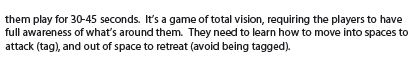 them play for 30-45 seconds.  It's a game of total vision, requiring the players to have
full awareness of what's around them.  They need to learn how to move into spaces to
attack (tag), and out of space to retreat (avoid being tagged).